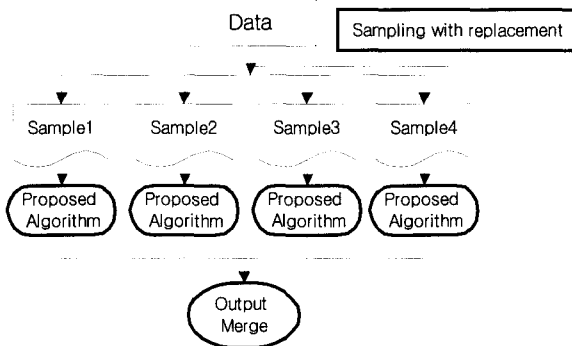 Data
Sampling with replacement
Sample1
Sample2
Sample3
Sample4
Proposed
Algorithm
Proposed
Algorithm
Proposed
Algorithm
Proposed
Algorithm
Output
Merge